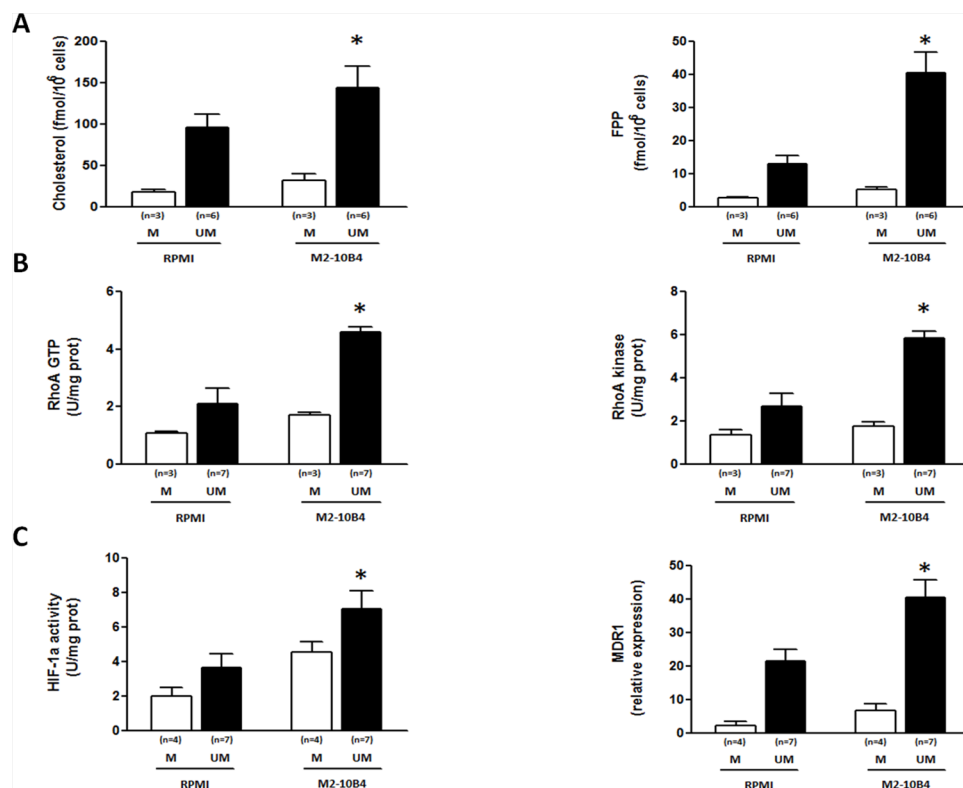 A
Cholesterol (fmol/10⁶ cells)
200
150
100
50
0
*
(n=3) (n=6) (n=3) (n=6)
M UM M UM
RPMI M2-10B4
FPP
(fmol/10⁶ cells)
50
40
30
20
10
0
*
(n=3) (n=6) (n=3) (n=6)
M UM M UM
RPMI M2-10B4
B
RhoA GTP
(U/mg prot)
6
4
2
0
*
(n=3) (n=7) (n=3) (n=7)
M UM M UM
RPMI M2-10B4
RhoA kinase
(U/mg prot)
8
6
4
2
0
*
(n=3) (n=7) (n=3) (n=7)
M UM M UM
RPMI M2-10B4
C
HIF-1a activity
(U/mg prot)
10
8
6
4
2
0
*
(n=4) (n=7) (n=4) (n=7)
M UM M UM
RPMI M2-10B4
MDR1
(relative expression)
50
40
30
20
10
0
*
(n=4) (n=7) (n=4) (n=7)
M UM M UM
RPMI M2-10B4